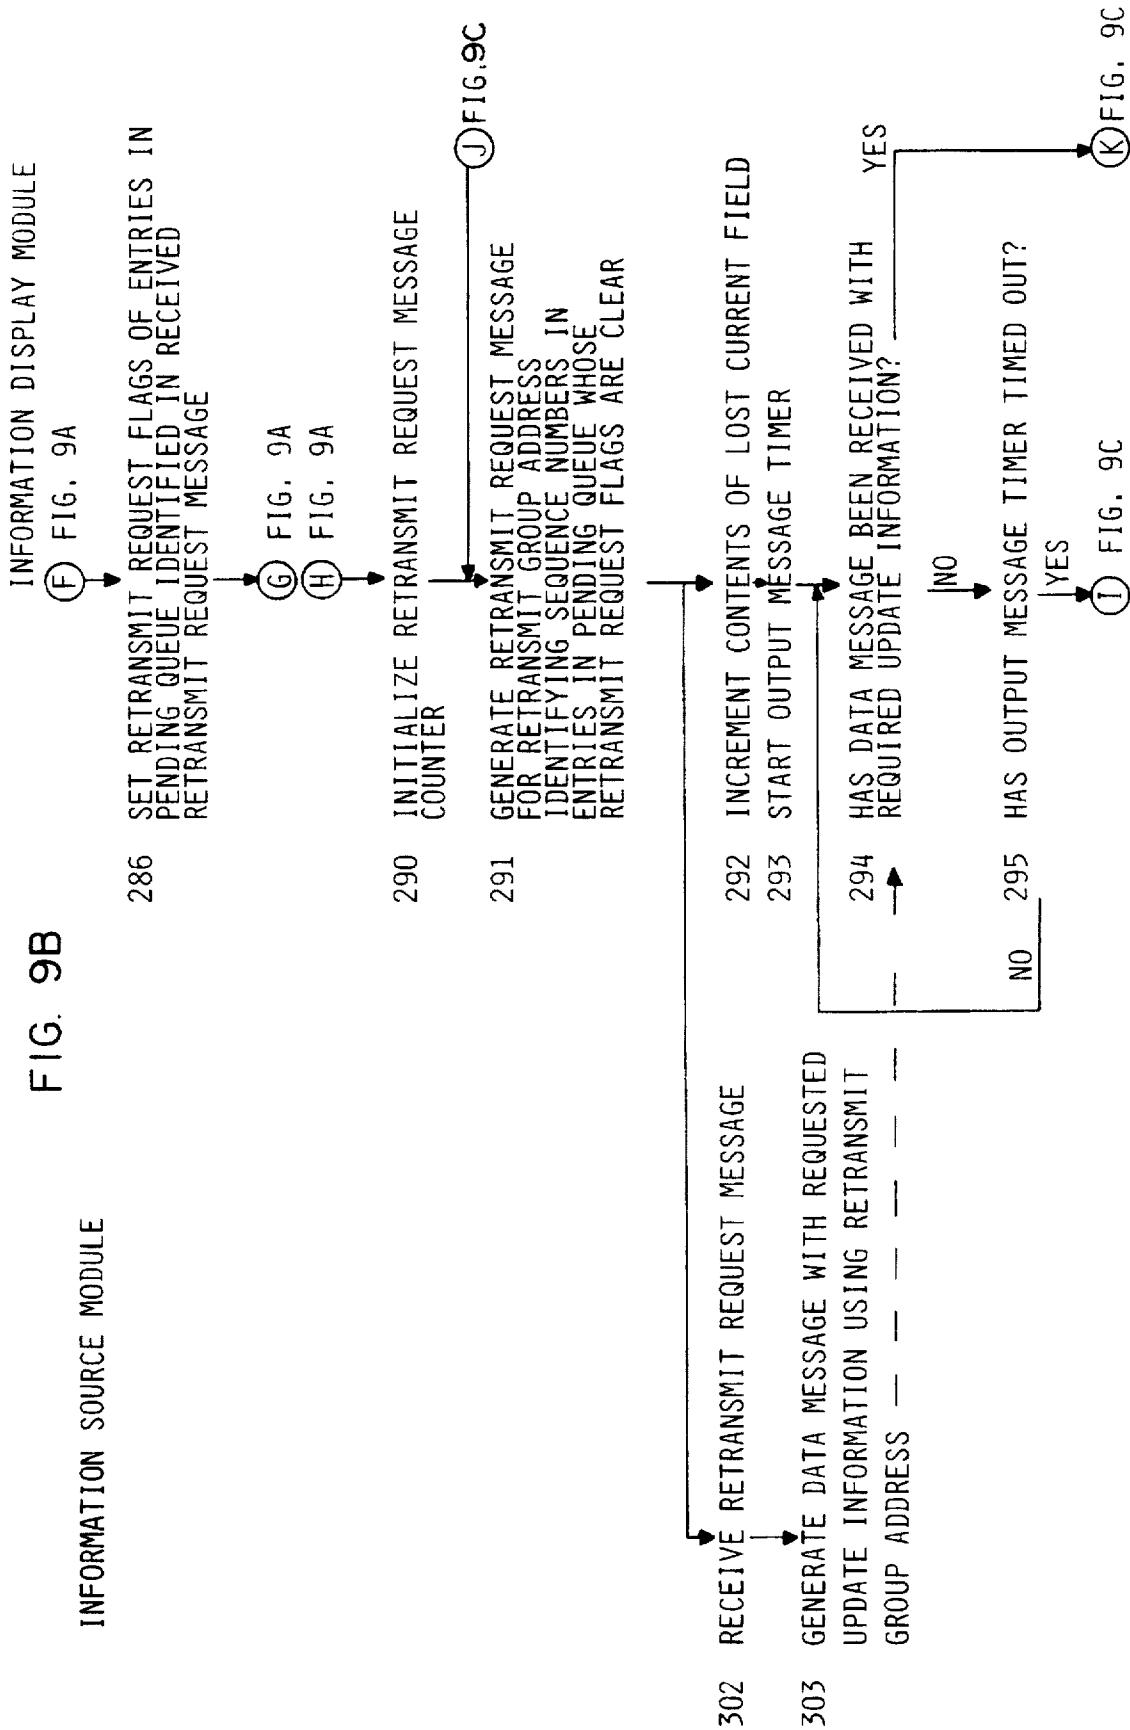 FIG. 9B
INFORMATION SOURCE MODULE
INFORMATION DISPLAY MODULE
F FIG. 9A
286 SET RETRANSMIT REQUEST FLAGS OF ENTRIES IN
PENDING QUEUE IDENTIFIED IN RECEIVED
RETRANSMIT REQUEST MESSAGE
G FIG. 9A
H FIG. 9A
290 INITIALIZE RETRANSMIT REQUEST MESSAGE
COUNTER
J FIG.9C
291 GENERATE RETRANSMIT REQUEST MESSAGE
FOR RETRANSMIT GROUP ADDRESS
IDENTIFYING SEQUENCE NUMBERS IN
ENTRIES IN PENDING QUEUE WHOSE
RETRANSMIT REQUEST FLAGS ARE CLEAR
302 RECEIVE RETRANSMIT REQUEST MESSAGE
303 GENERATE DATA MESSAGE WITH REQUESTED
UPDATE INFORMATION USING RETRANSMIT
GROUP ADDRESS
292 INCREMENT CONTENTS OF LOST CURRENT FIELD
293 START OUTPUT MESSAGE TIMER
294 HAS DATA MESSAGE BEEN RECEIVED WITH
REQUIRED UPDATE INFORMATION?
YES
NO
295 HAS OUTPUT MESSAGE TIMER TIMED OUT?
NO
YES
I FIG. 9C
K FIG. 9C